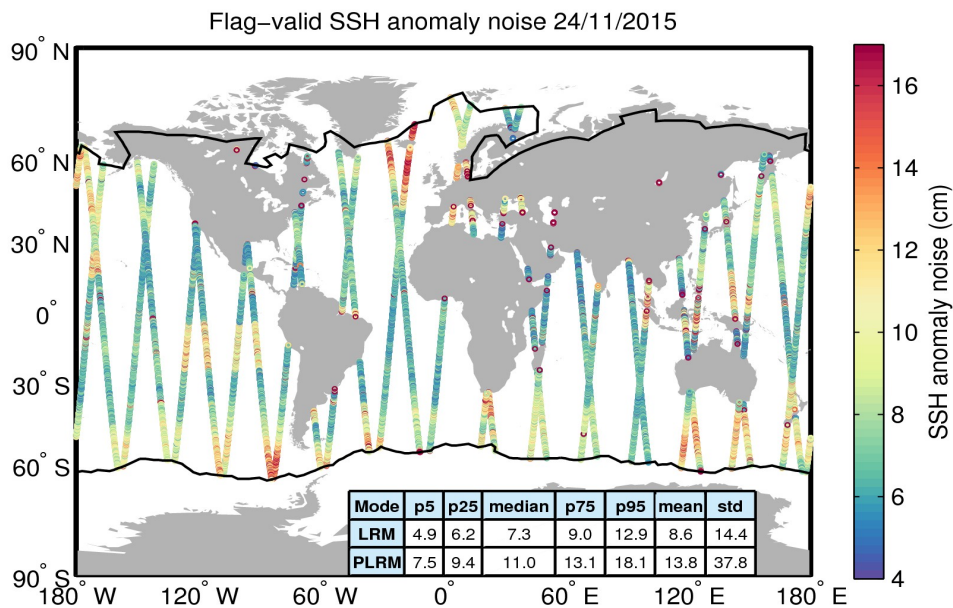 Flag−valid SSH anomaly noise 24/11/2015
90° N
60° N
30° N
0°
30° S
60° S
90° S
180° W 120° W 60° W 0° 60° E 120° E 180° E
Mode p5 p25 median p75 p95 mean std
LRM 4.9 6.2 7.3 9.0 12.9 8.6 14.4
PLRM 7.5 9.4 11.0 13.1 18.1 13.8 37.8
16
14
12
10
8
6
4
SSH anomaly noise (cm)